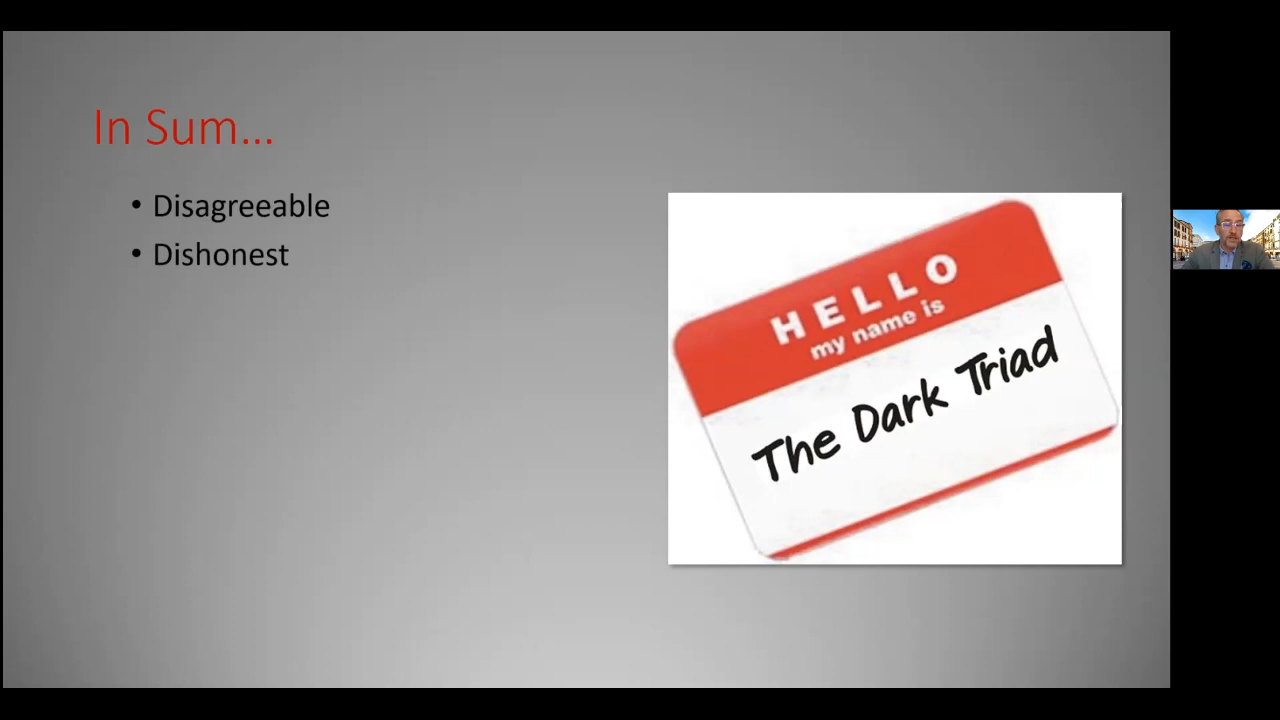 In Sum...
• Disagreeable
• Dishonest
HELLO
my name is
The Dark Triad